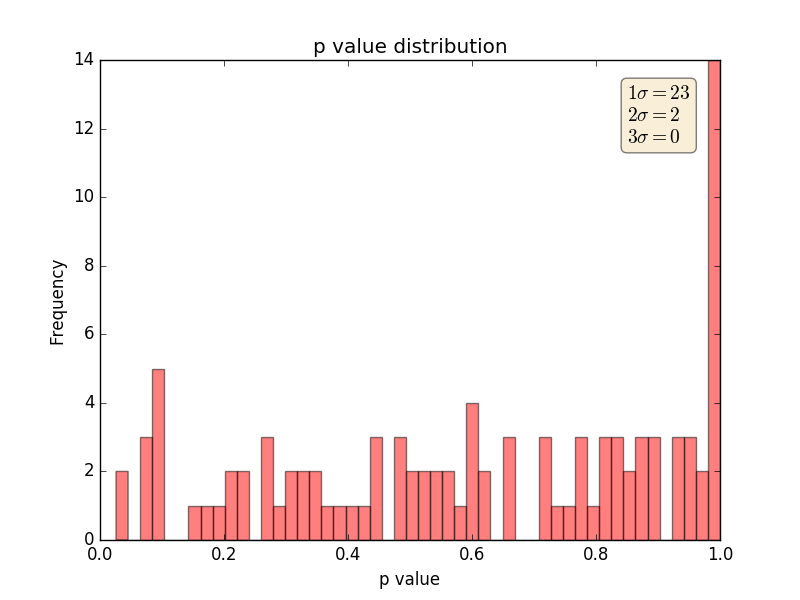 p value distribution
14
12
10
8
6
4
2
0
Frequency
1σ = 23
2σ = 2
3σ = 0
0.0 0.2 0.4 0.6 0.8 1.0
p value